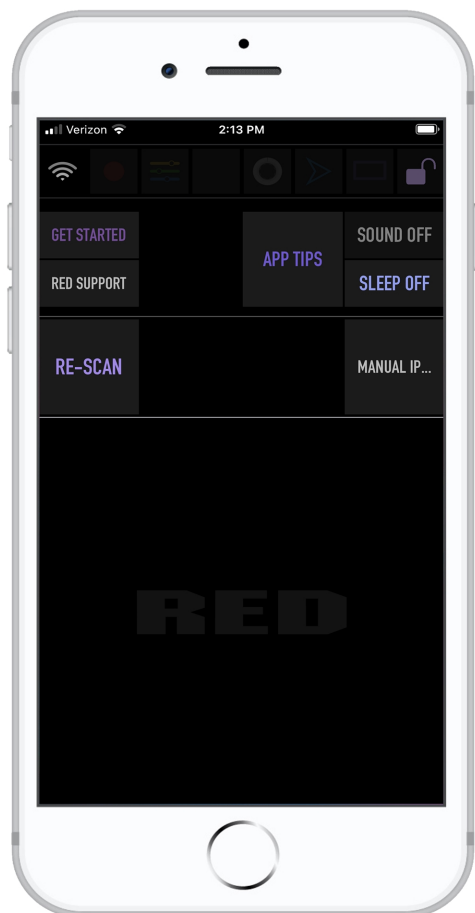 Verizon 2:13 PM
GET STARTED
RED SUPPORT
APP TIPS
SOUND OFF
SLEEP OFF
RE-SCAN
MANUAL IP...
RED